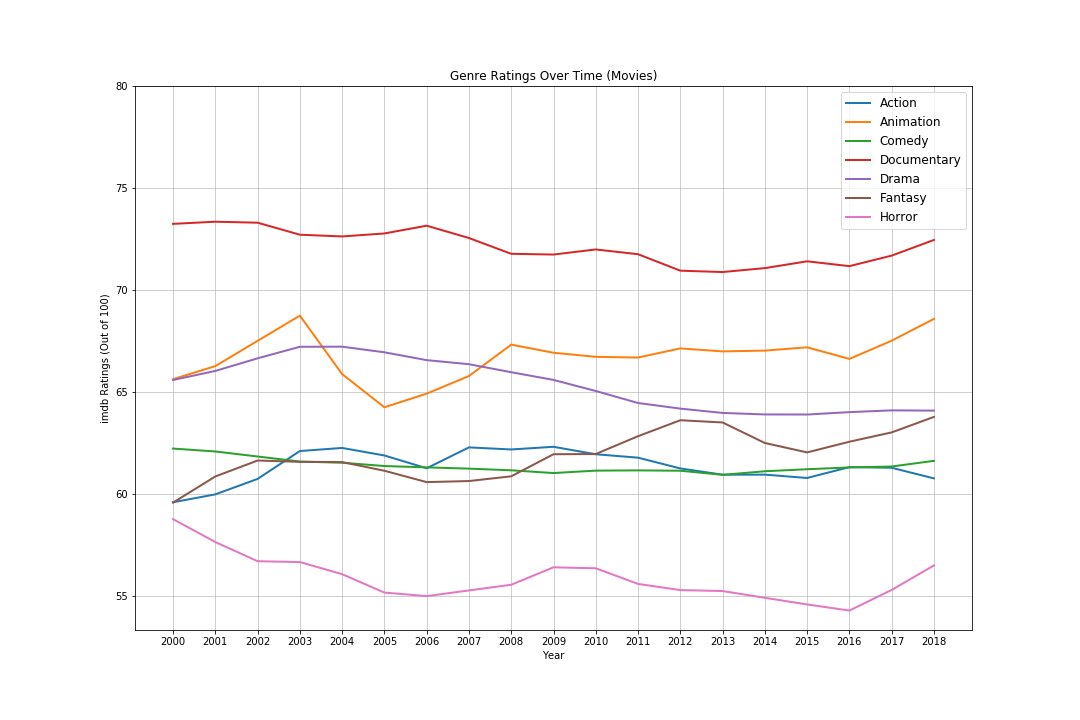 Genre Ratings Over Time (Movies)
80
75
70
65
60
55
imdb Ratings (Out of 100)
Action
Animation
Comedy
Documentary
Drama
Fantasy
Horror
2000 2001 2002 2003 2004 2005 2006 2007 2008 2009 2010 2011 2012 2013 2014 2015 2016 2017 2018
Year